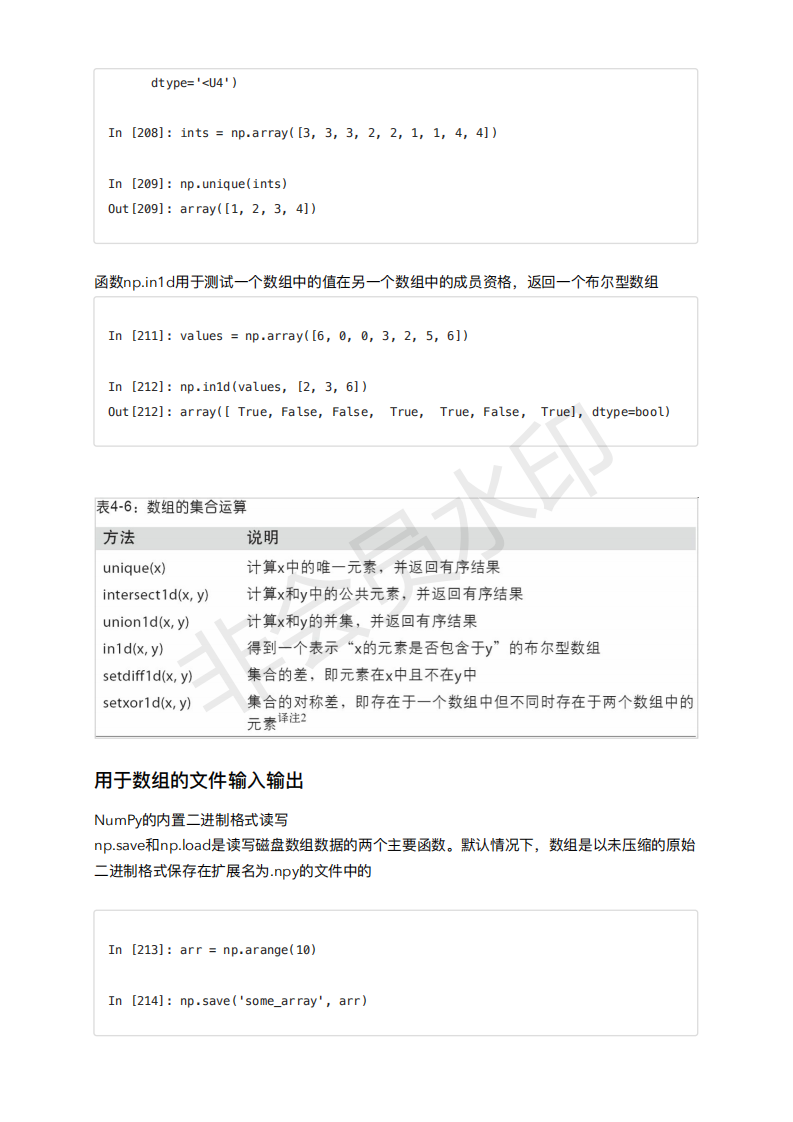 dtype='<U4')
In [208]: ints = np.array([3, 3, 3, 2, 2, 1, 1, 4, 4])
In [209]: np.unique(ints)
Out[209]: array([1, 2, 3, 4])
函数np.in1d用于测试一个数组中的值在另一个数组中的成员资格，返回一个布尔型数组
In [211]: values = np.array([6, 0, 0, 3, 2, 5, 6])
In [212]: np.in1d(values, [2, 3, 6])
Out[212]: array([ True, False, False,  True,  True, False,  True], dtype=bool)
表4-6：数组的集合运算
方法 说明
unique(x) 计算x中的唯一元素，并返回有序结果
intersect1d(x, y) 计算x和y中的公共元素，并返回有序结果
union1d(x, y) 计算x和y的并集，并返回有序结果
in1d(x, y) 得到一个表示“x的元素是否包含于y”的布尔型数组
setdiff1d(x, y) 集合的差，即元素在x中且不在y中
setxor1d(x, y) 集合的对称差，即存在于一个数组中但不同时存在于两个数组中的
元素译注2
非会员水印
用于数组的文件输入输出
NumPy的内置二进制格式读写
np.save和np.load是读写磁盘数组数据的两个主要函数。默认情况下，数组是以未压缩的原始
二进制格式保存在扩展名为.npy的文件中的
In [213]: arr = np.arange(10)
In [214]: np.save('some_array', arr)